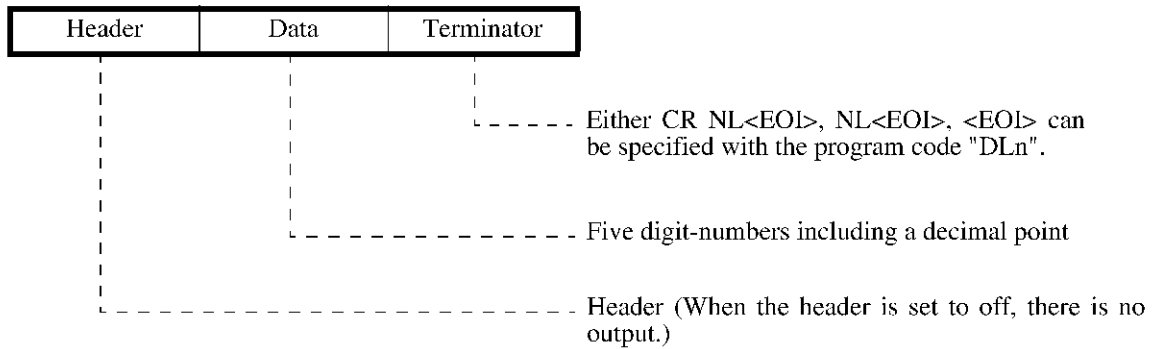 Header Data Terminator
Either CR NL<EOI>, NL<EOI>, <EOI> can
be specified with the program code "DLn".
Five digit-numbers including a decimal point
Header (When the header is set to off, there is no
output.)